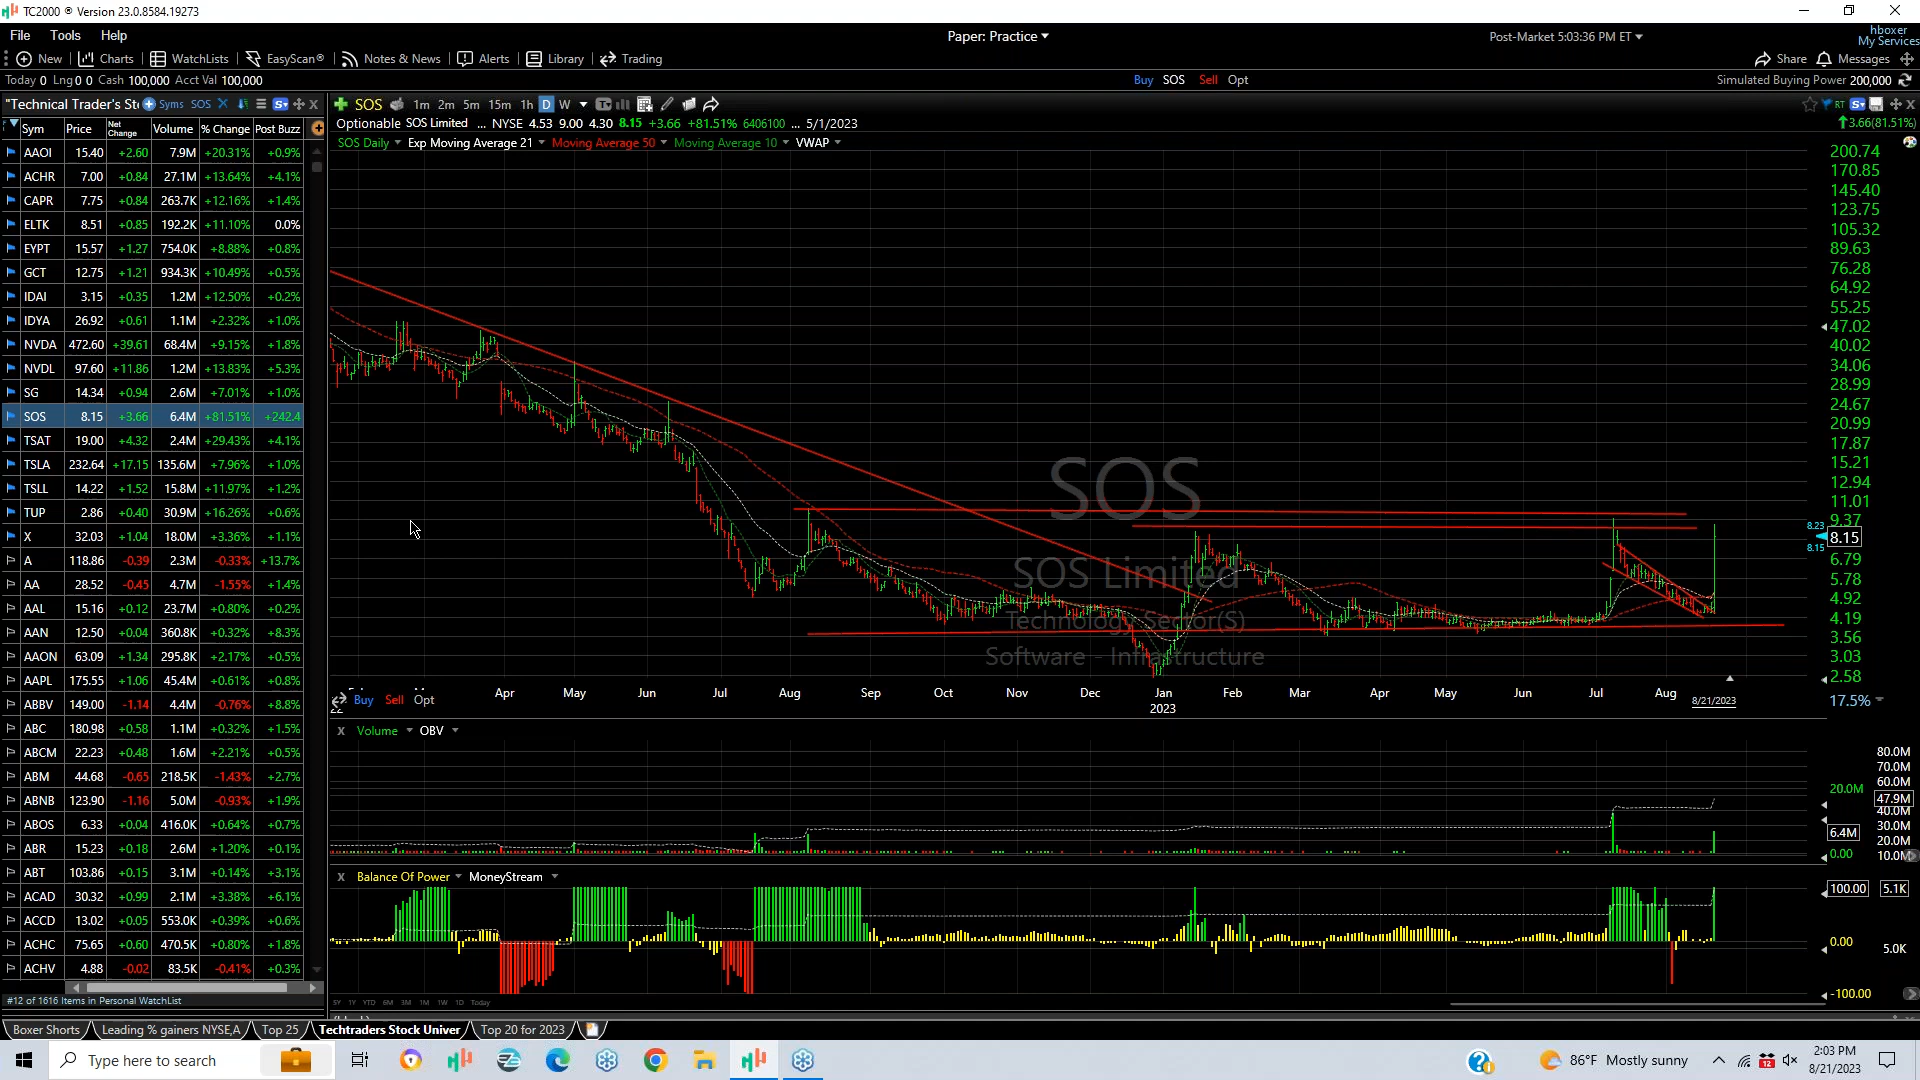 TC2000 ® Version 23.0.8584.19273
File Tools Help
Paper: Practice
Post-Market 5:03:36 PM ET
hboxer
My Services
New Charts WatchLists EasyScan® Notes & News Alerts Library Trading
Share Messages
Today 0 Lng 0 0 Cash 100,000 Acct Val 100,000
Buy SOS Sell Opt
Simulated Buying Power 200,000
"Technical Trader's St Syms SOS
SOS 1m 2m 5m 15m 1h D W
RT
Sym Price Net Change Volume % Change Post Buzz
Optionable SOS Limited ... NYSE 4.53 9.00 4.30 8.15 +3.66 +81.51% 6406100 ... 5/1/2023
3.66(81.51%)
SOS Daily Exp Moving Average 21 Moving Average 50 Moving Average 10 VWAP
AAOI 15.40 +2.60 7.9M +20.31% +0.9%
ACHR 7.00 +0.84 27.1M +13.64% +4.1%
CAPR 7.75 +0.84 263.7K +12.16% +1.4%
ELTK 8.51 +0.85 192.2K +11.10% 0.0%
EYPT 15.57 +1.27 754.0K +8.88% +0.8%
GCT 12.75 +1.21 934.3K +10.49% +0.5%
IDAI 3.15 +0.35 1.2M +12.50% +0.2%
IDYA 26.92 +0.61 1.1M +2.32% +1.0%
NVDA 472.60 +39.61 68.4M +9.15% +1.8%
NVDL 97.60 +11.86 1.2M +13.83% +5.3%
SG 14.34 +0.94 2.6M +7.01% +1.0%
SOS 8.15 +3.66 6.4M +81.51% +242.4
TSAT 19.00 +4.32 2.4M +29.43% +4.1%
TSLA 232.64 +17.15 135.6M +7.96% +1.0%
TSLL 14.22 +1.52 15.8M +11.97% +1.2%
TUP 2.86 +0.40 30.9M +16.26% +0.6%
X 32.03 +1.04 18.0M +3.36% +1.1%
A 118.86 -0.39 2.3M -0.33% +13.7%
AA 28.52 -0.45 4.7M -1.55% +1.4%
AAL 15.16 +0.12 23.7M +0.80% +0.2%
AAN 12.50 +0.04 360.8K +0.32% +8.3%
AAON 63.09 +1.34 295.8K +2.17% +0.5%
AAPL 175.55 +1.06 45.4M +0.61% +0.8%
ABBV 149.00 -1.14 4.4M -0.76% +8.8%
ABC 180.98 +0.58 1.1M +0.32% +1.5%
ABCM 22.23 +0.48 1.6M +2.21% +0.5%
ABM 44.68 -0.65 218.5K -1.43% +2.7%
ABNB 123.90 -1.16 5.0M -0.93% +1.9%
ABOS 6.33 +0.04 416.0K +0.64% +0.7%
ABR 15.23 +0.18 2.6M +1.20% +0.1%
ABT 103.86 +0.15 3.1M +0.14% +3.1%
ACAD 30.32 +0.99 2.1M +3.38% +6.1%
ACCD 13.02 +0.05 553.0K +0.39% +0.6%
ACHC 75.65 +0.60 470.5K +0.80% +1.8%
ACHV 4.88 -0.02 83.5K -0.41% +0.3%
#12 of 1616 Items in Personal WatchList
200.74
170.85
145.40
123.75
105.32
89.63
76.28
64.92
55.25
47.02
40.02
34.06
28.99
24.67
20.99
17.87
15.21
12.94
11.01
9.37
8.23
8.15
8.15
6.79
5.78
4.92
4.19
3.56
3.03
2.58
17.5%
SOS
SOS Limited
Technology Sector(S)
Software - Infrastructure
Apr May Jun Jul Aug Sep Oct Nov Dec Jan Feb Mar Apr May Jun Jul Aug
2023
8/21/2023
22
Buy Sell Opt
X Volume OBV
80.0M
70.0M
60.0M
20.0M
47.9M
40.0M
30.0M
6.4M
20.0M
0.00
10.0M
X Balance Of Power MoneyStream
100.00 5.1K
0.00
5.0K
-100.00
5Y 1Y YTD 6M 3M 1M 1W 1D Today
Boxer Shorts Leading % gainers NYSE,A Top 25 Techtraders Stock Univer Top 20 for 2023
Type here to search
86°F Mostly sunny
12
2:03 PM
8/21/2023